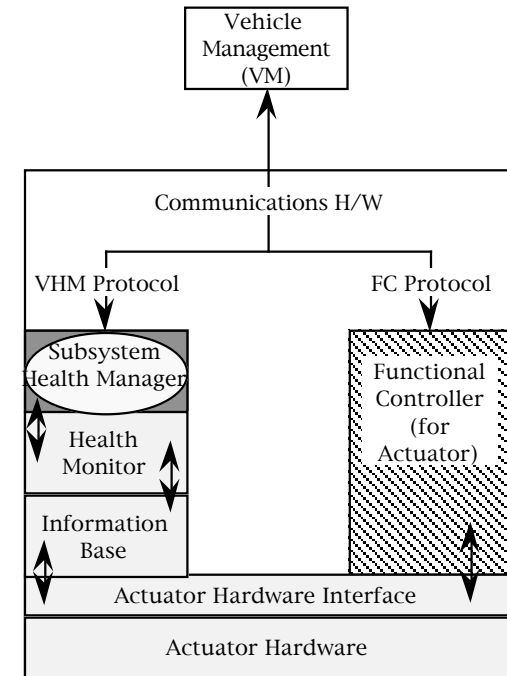 Vehicle
Management
(VM)
Communications H/W
VHM Protocol
FC Protocol
Subsystem
Health Manager
Health
Monitor
Information
Base
Functional
Controller
(for
Actuator)
Actuator Hardware Interface
Actuator Hardware